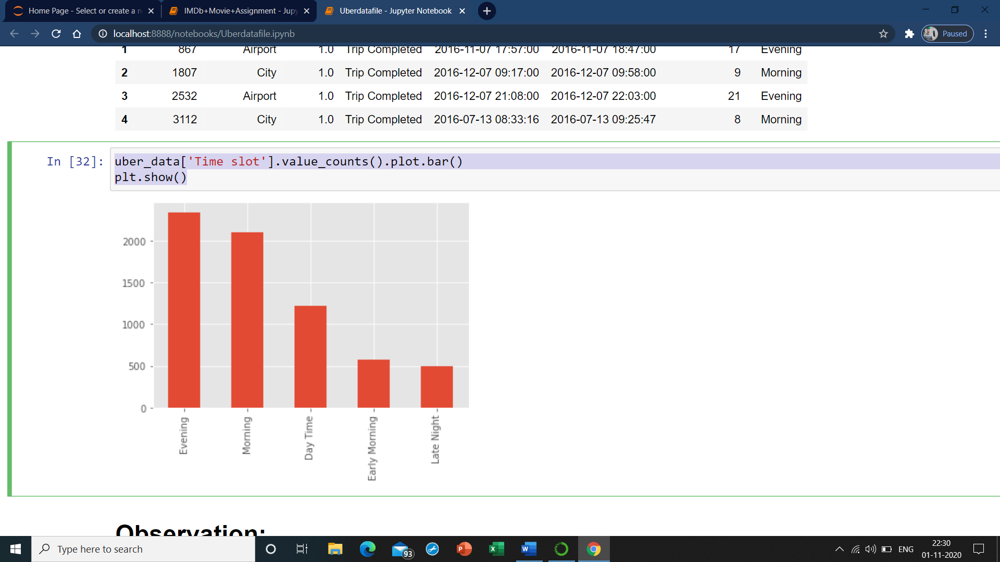 Home Page - Select or create a n
IMDb+Movie+Assignment - Jupy
Uberdatafile - Jupyter Notebook
localhost:8888/notebooks/Uberdatafile.ipynb
Paused
1 867 Airport 1.0 Trip Completed 2016-11-07 17:57:00 2016-11-07 18:47:00 17 Evening
2 1807 City 1.0 Trip Completed 2016-12-07 09:17:00 2016-12-07 09:58:00 9 Morning
3 2532 Airport 1.0 Trip Completed 2016-12-07 21:08:00 2016-12-07 22:03:00 21 Evening
4 3112 City 1.0 Trip Completed 2016-07-13 08:33:16 2016-07-13 09:25:47 8 Morning
In [32]: uber_data['Time slot'].value_counts().plot.bar()
plt.show()
2000
1500
1000
500
0
Evening
Morning
Day Time
Early Morning
Late Night
Observation:
Type here to search
93
P
X
W
ENG
22:30
01-11-2020